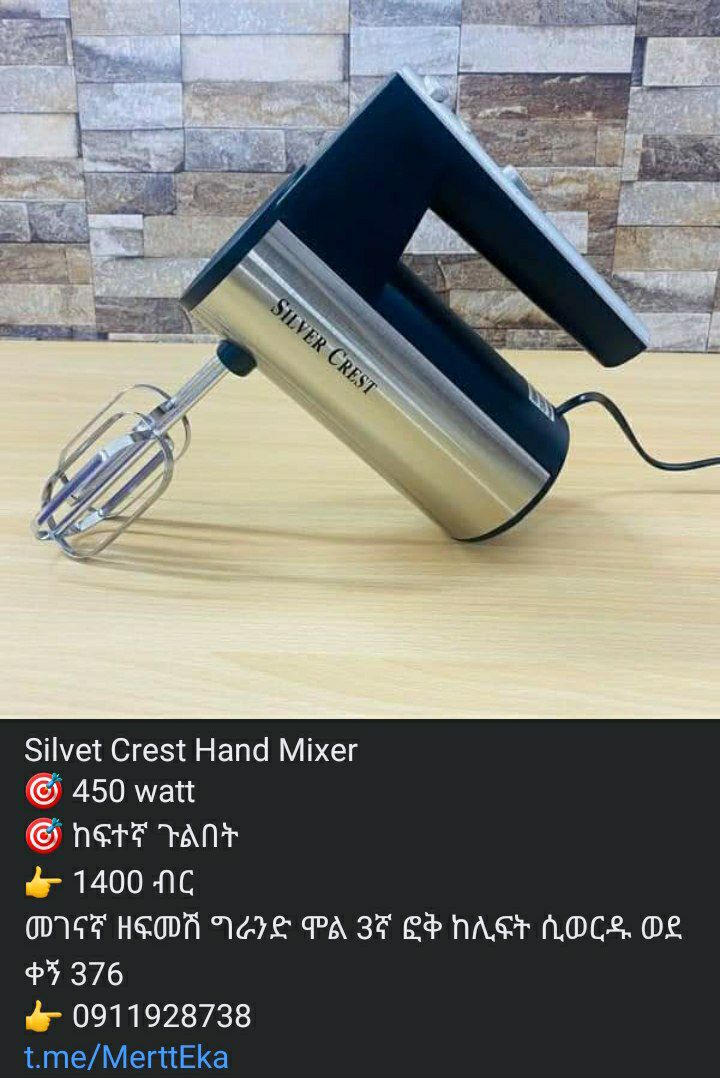 SILVER CREST
Silvet Crest Hand Mixer
🎯 450 watt
🎯 ከፍተኛ ጉልበት
👉 1400 ብር
መገናኛ ዘፍመሽ ግራንድ ሞል 3ኛ ፎቅ ከሊፍት ሲወርዱ ወደ
ቀኝ 376
👉 0911928738
t.me/MerttEka